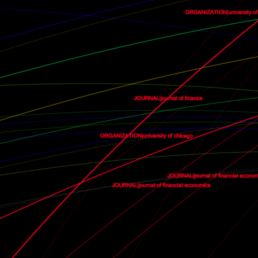 ORGANIZATION|university of
JOURNAL|journal of finance
ORGANIZATION|university of chicago
JOURNAL|journal of financial econom
JOURNAL|journal of financial economics